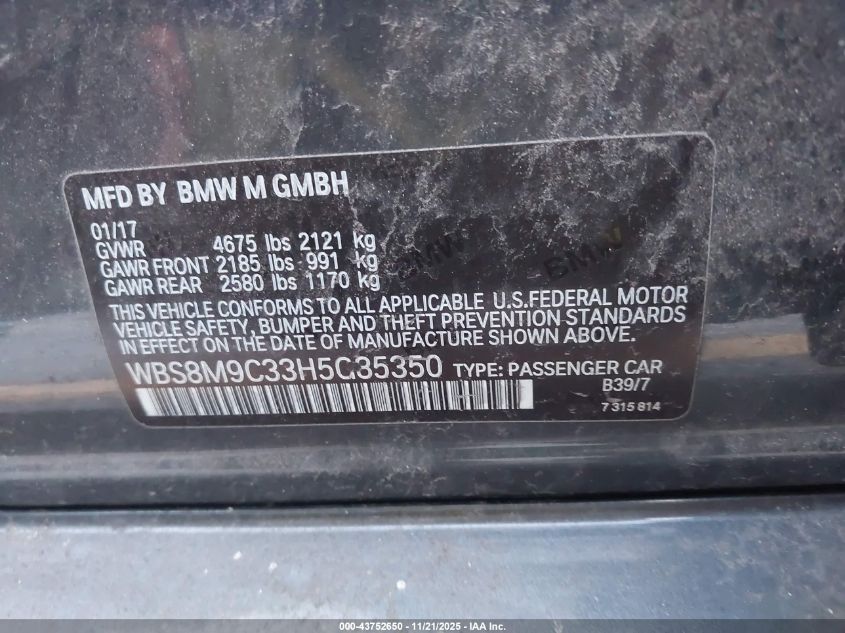 MFD BY BMW M GMBH
01/17
GVWR 4675 lbs 2121 kg
GAWR FRONT 2185 lbs 991 kg
GAWR REAR 2580 lbs 1170 kg
THIS VEHICLE CONFORMS TO ALL APPLICABLE U.S.FEDERAL MOTOR
VEHICLE SAFETY, BUMPER AND THEFT PREVENTION STANDARDS
IN EFFECT ON THE DATE OF MANUFACTURE SHOWN ABOVE.
WBS8M9C33H5G35350 TYPE: PASSENGER CAR
B39/7
7 315 814
BMW
BMW
000-43752650 - 11/21/2025 - IAA Inc.